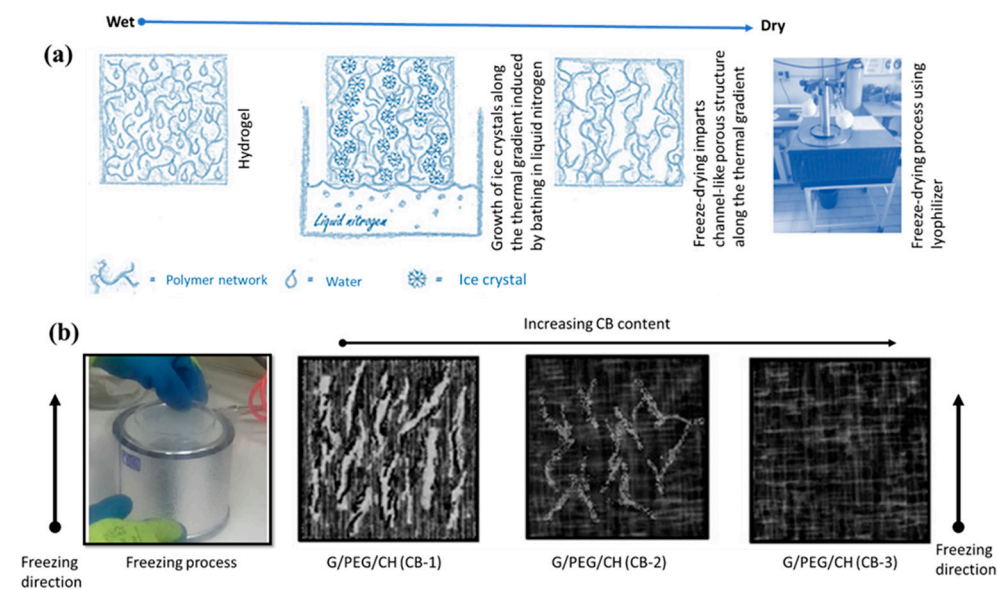 Wet
Dry
(a)
Hydrogel
Liquid nitrogen
Growth of ice crystals along
the thermal gradient induced
by bathing in liquid nitrogen
Freeze-drying imparts
channel-like porous structure
along the thermal gradient
Freeze-drying process using
lyophilizer
= Polymer network
= Water
= Ice crystal
(b)
Increasing CB content
Freezing
direction
Freezing process
G/PEG/CH (CB-1)
G/PEG/CH (CB-2)
G/PEG/CH (CB-3)
Freezing
direction